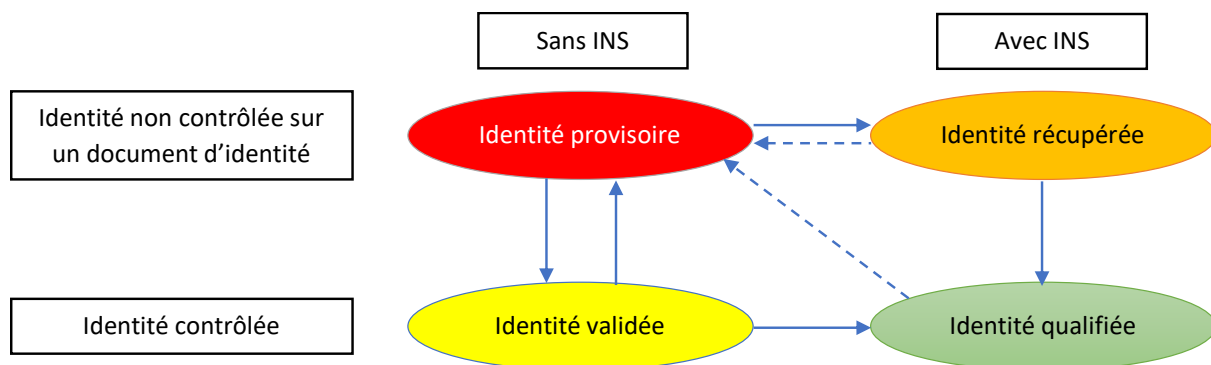 Sans INS
Avec INS
Identité non contrôlée sur
un document d’identité
Identité provisoire
Identité récupérée
Identité contrôlée
Identité validée
Identité qualifiée